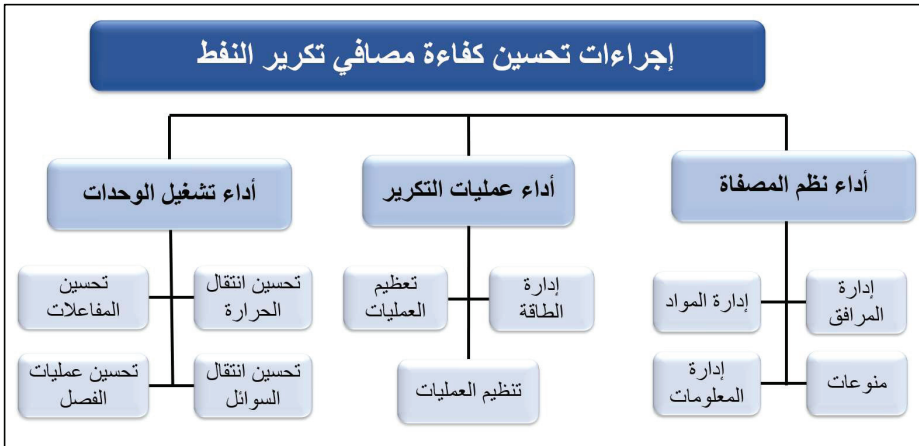 إجراءات تحسين كفاءة مصافي تكرير النفط
أداء نظم المصفاة
إدارة
المرافق
إدارة المواد
منوعات
إدارة
المعلومات
أداء عمليات التكرير
إدارة
الطاقة
تعظيم
العمليات
تنظيم العمليات
أداء تشغيل الوحدات
تحسين انتقال
الحرارة
تحسين
المفاعلات
تحسين انتقال
السوائل
تحسين عمليات
الفصل